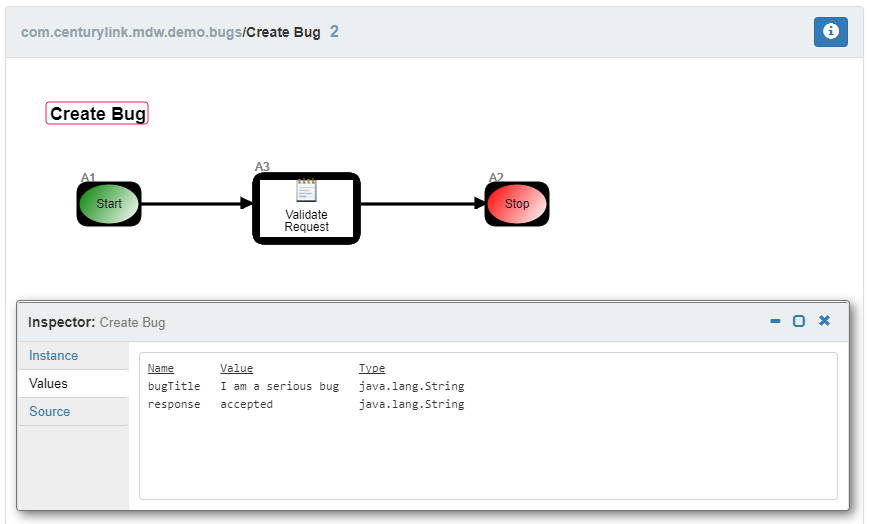 com.centurylink.mdw.demo.bugs/Create Bug 2
Create Bug
A1
Start
A3
Validate
Request
A2
Stop
Inspector: Create Bug
Instance
Values
Source
Name Value Type
bugTitle I am a serious bug java.lang.String
response accepted java.lang.String